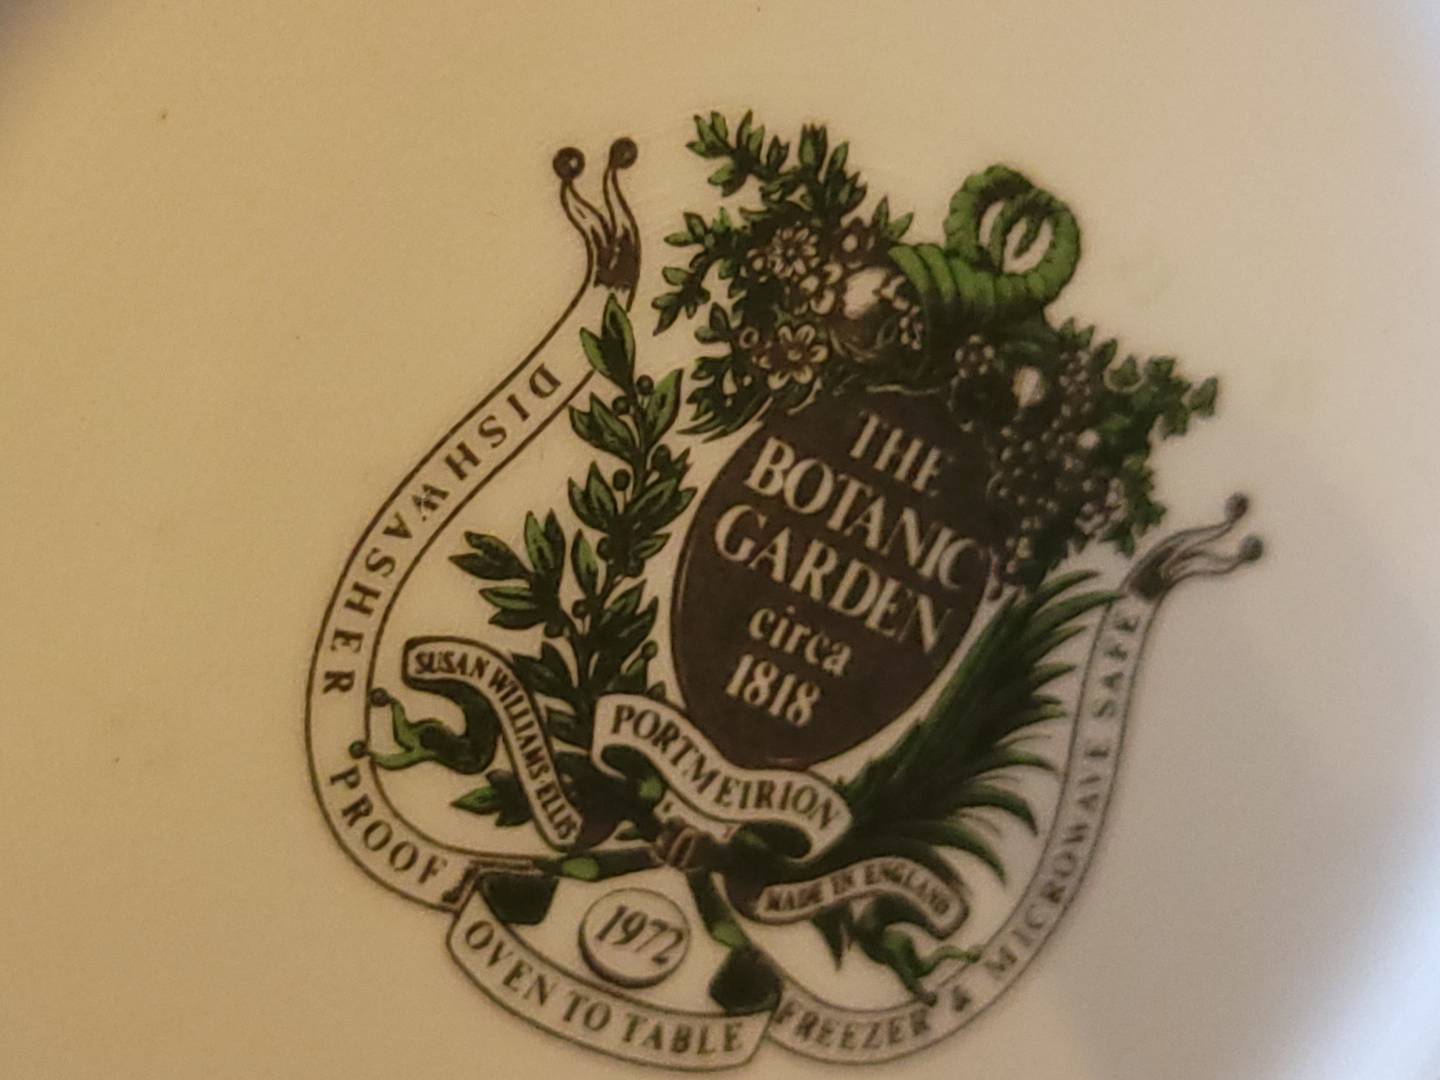 THE
BOTANIC
GARDEN
circa
1818
PORTMEIRION
SUSAN WILLIAMS-ELLIS
MADE IN ENGLAND
1972
DISHWASHER PROOF
OVEN TO TABLE
FREEZER & MICROWAVE SAFE